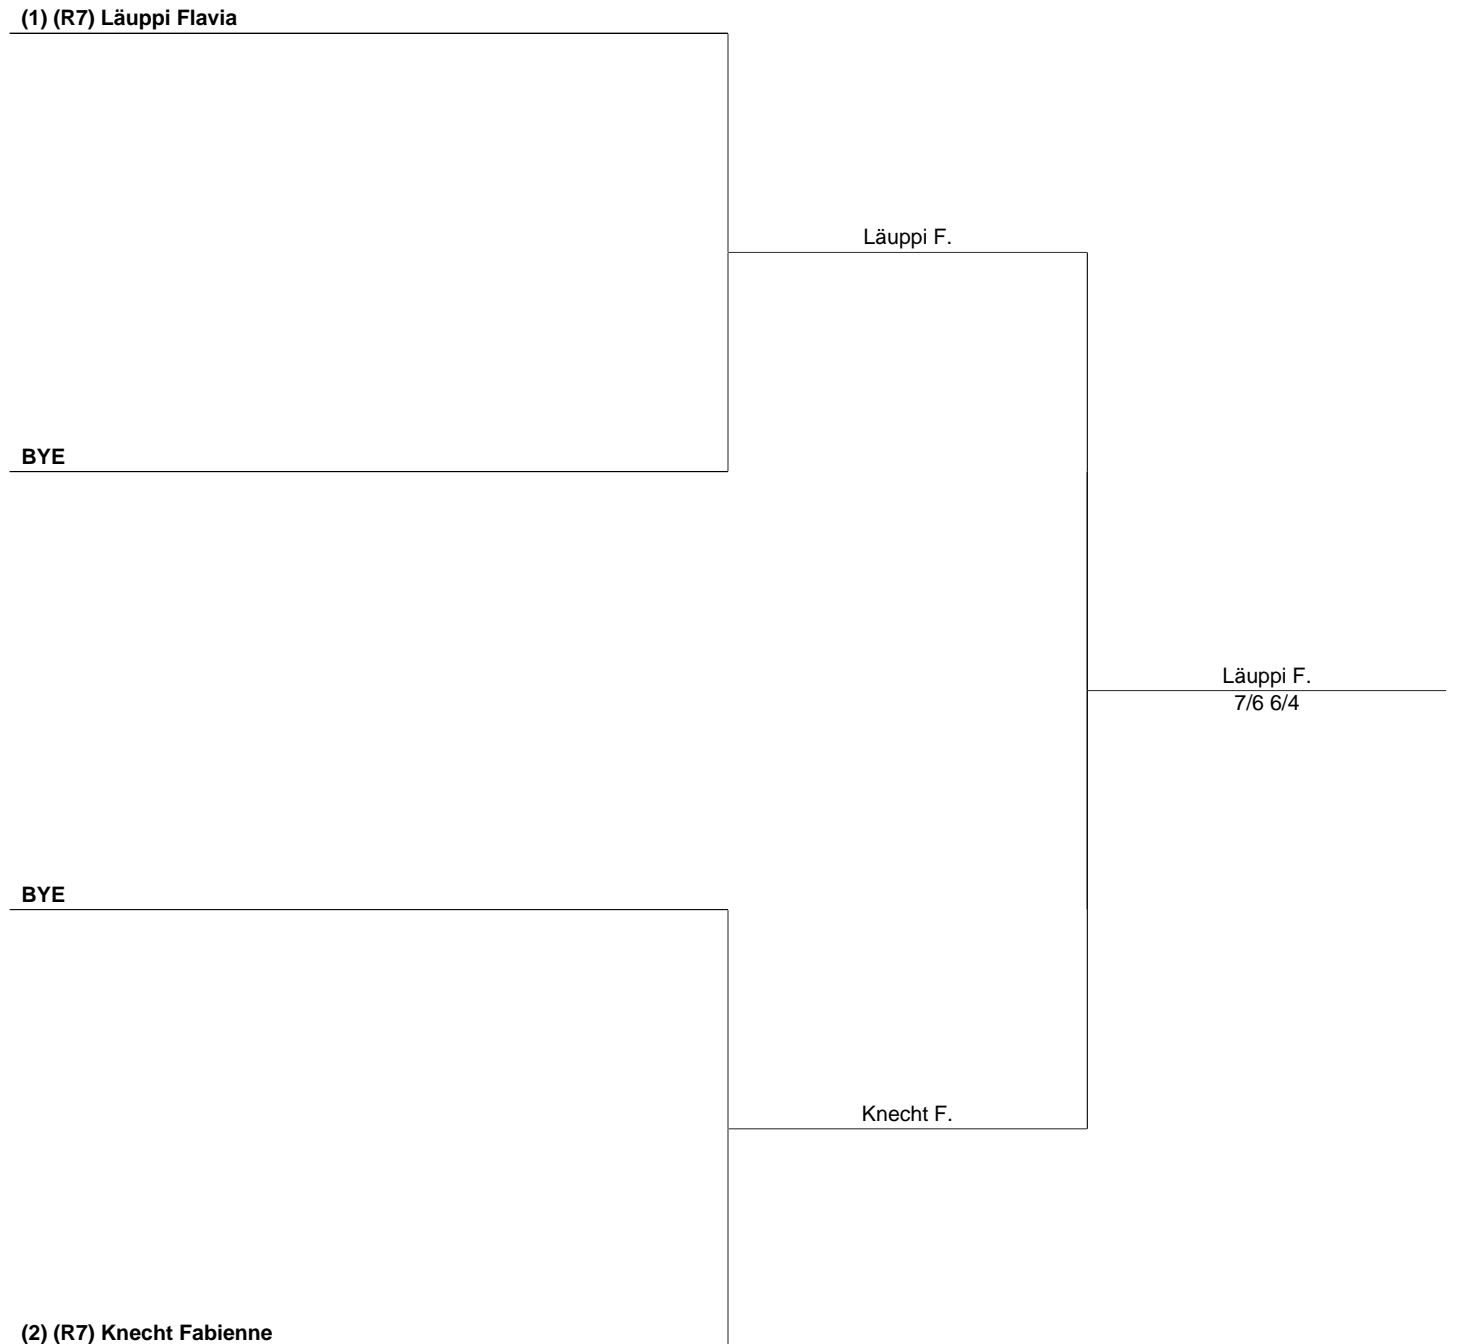 (1) (R7) Läuppi Flavia
Läuppi F.
BYE
Läuppi F.
7/6 6/4
BYE
Knecht F.
(2) (R7) Knecht Fabienne